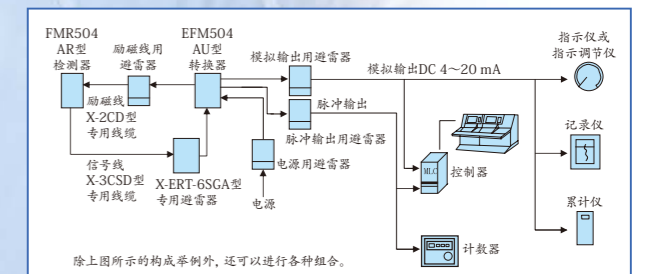 FMR504
AR型
检测器
励磁线用
避雷器
EFM504
AU型
转换器
模拟输出用避雷器
模拟输出DC 4～20 mA
指示仪或
指示调节仪
励磁线
X-2CD型
专用线缆
脉冲输出
脉冲输出用避雷器
信号线
X-3CSD型
专用线缆
X-ERT-6SGA型
专用避雷器
电源用避雷器
电源
MLC
控制器
记录仪
累计仪
计数器
除上图所示的构成举例外, 还可以进行各种组合。